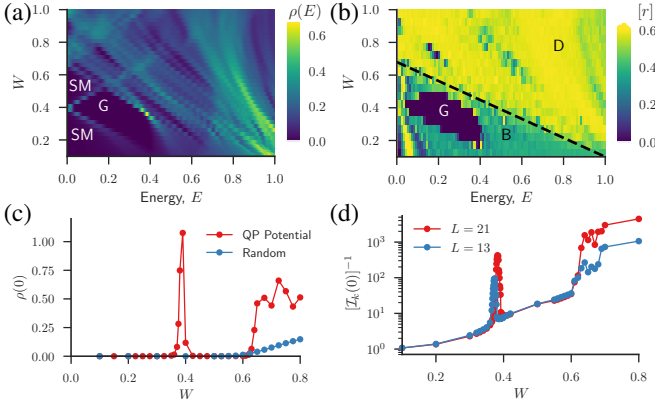 (a)
ρ(E)
1.0
0.8
0.6
0.4
0.2
W
SM
G
SM
0.6
0.4
0.2
0.0
0.0 0.2 0.4 0.6 0.8 1.0
Energy, E
(b)
[r]
1.0
0.8
0.6
0.4
0.2
W
D
G
B
0.6
0.4
0.2
0.0
0.0 0.2 0.4 0.6 0.8 1.0
Energy, E
(c)
ρ(0)
1.00
0.75
0.50
0.25
0.00
QP Potential
Random
0.0 0.2 0.4 0.6 0.8
W
(d)
[ℐₖ(0)]⁻¹
10³
10²
10¹
10⁰
L = 21
L = 13
0.2 0.4 0.6 0.8
W